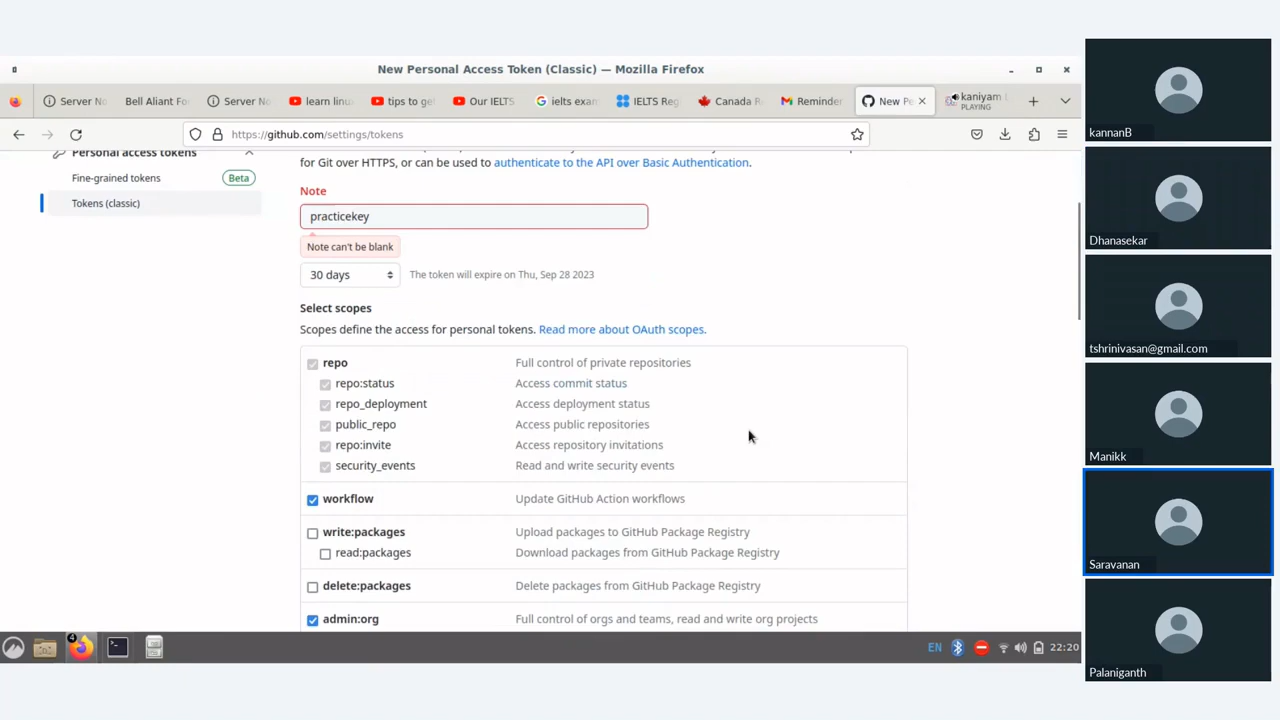 New Personal Access Token (Classic) — Mozilla Firefox
Server No
Bell Aliant Fo
Server No
learn linu
tips to ge
Our IELTS
ielts exan
IELTS Reg
Canada R
Reminder
New Pe
kaniyam
PLAYING
https://github.com/settings/tokens
Personal access tokens
Fine-grained tokens
Beta
Tokens (classic)
for Git over HTTPS, or can be used to authenticate to the API over Basic Authentication.
Note
practicekey
Note can't be blank
30 days
The token will expire on Thu, Sep 28 2023
Select scopes
Scopes define the access for personal tokens. Read more about OAuth scopes.
repo Full control of private repositories
repo:status Access commit status
repo_deployment Access deployment status
public_repo Access public repositories
repo:invite Access repository invitations
security_events Read and write security events
workflow Update GitHub Action workflows
write:packages Upload packages to GitHub Package Registry
read:packages Download packages from GitHub Package Registry
delete:packages Delete packages from GitHub Package Registry
admin:org Full control of orgs and teams, read and write org projects
4
EN
22:20
kannanB
Dhanasekar
tshrinivasan@gmail.com
Manikk
Saravanan
Palaniganth